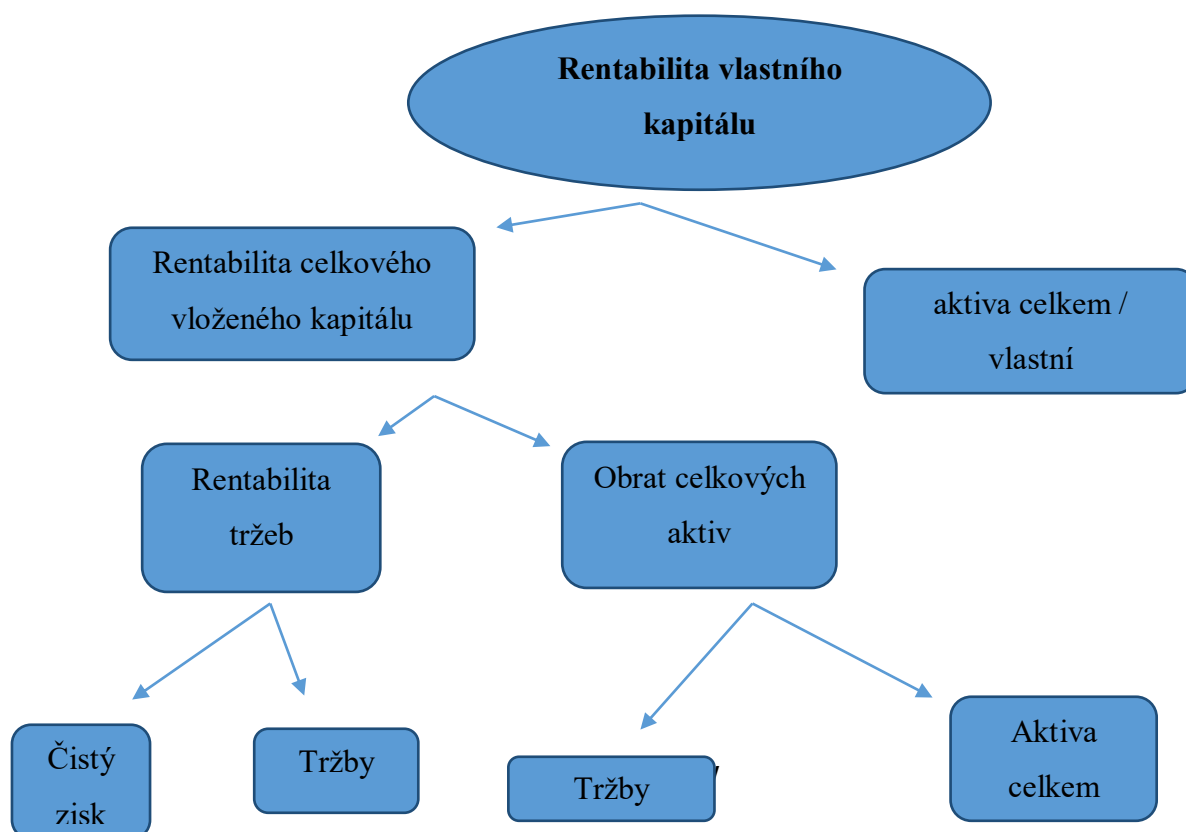 Rentabilita vlastního
kapitálu
Rentabilita celkového
vloženého kapitálu
aktiva celkem /
vlastní
Rentabilita
tržeb
Obrat celkových
aktiv
Čistý
zisk
Tržby
Tržby
Aktiva
celkem